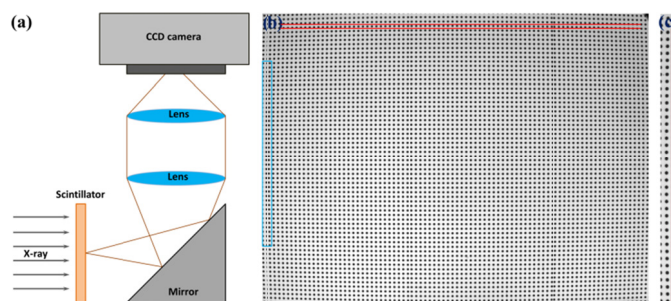 (a)
CCD camera
Lens
Lens
Scintillator
X-ray
Mirror
(b)
(c